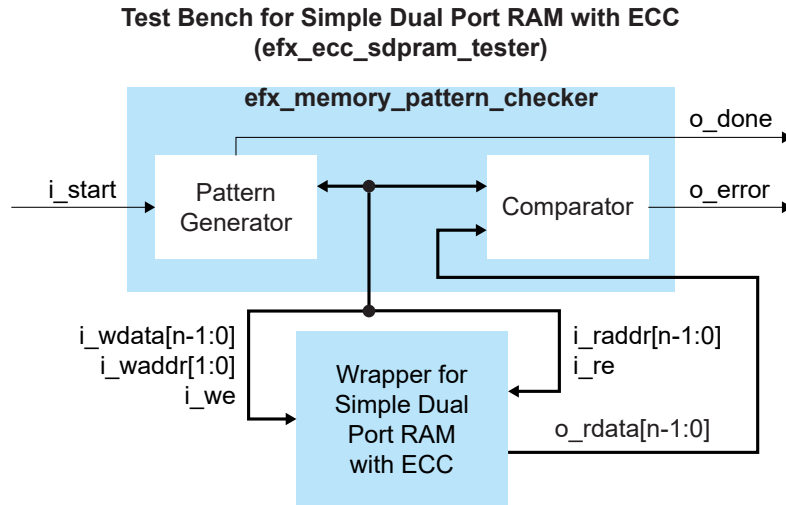 Test Bench for Simple Dual Port RAM with ECC
(efx_ecc_sdpram_tester)
efx_memory_pattern_checker
o_done
i_start
Pattern
Generator
Comparator
o_error
i_wdata[n-1:0]
i_waddr[1:0]
i_we
Wrapper for
Simple Dual
Port RAM
with ECC
i_raddr[n-1:0]
i_re
o_rdata[n-1:0]